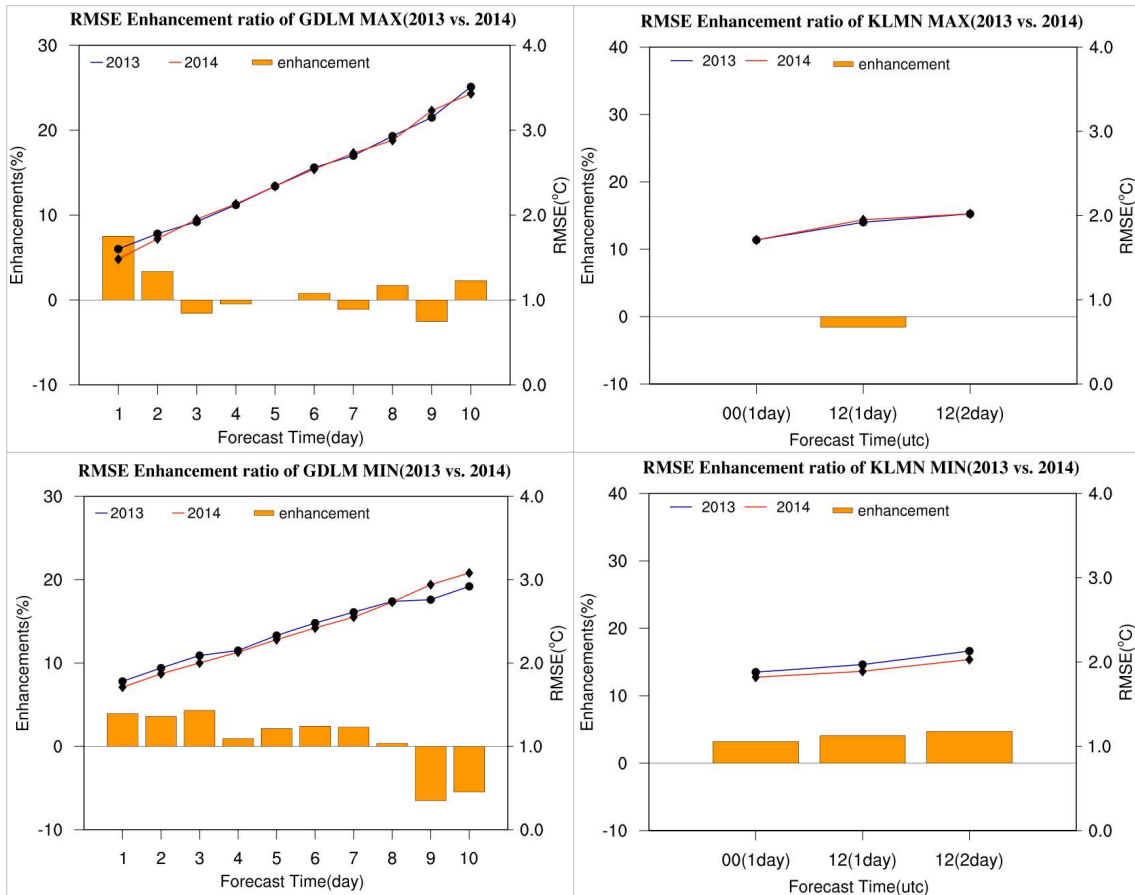 RMSE Enhancement ratio of GDLM MAX(2013 vs. 2014)
30
20
10
0
-10
4.0
3.0
2.0
1.0
0.0
2013
2014
enhancement
Enhancements(%)
RMSE(°C)
1 2 3 4 5 6 7 8 9 10
Forecast Time(day)
RMSE Enhancement ratio of KLMN MAX(2013 vs. 2014)
40
30
20
10
0
-10
4.0
3.0
2.0
1.0
0.0
2013
2014
enhancement
Enhancements(%)
RMSE(°C)
00(1day) 12(1day) 12(2day)
Forecast Time(utc)
RMSE Enhancement ratio of GDLM MIN(2013 vs. 2014)
30
20
10
0
-10
4.0
3.0
2.0
1.0
0.0
2013
2014
enhancement
Enhancements(%)
RMSE(°C)
1 2 3 4 5 6 7 8 9 10
Forecast Time(day)
RMSE Enhancement ratio of KLMN MIN(2013 vs. 2014)
40
30
20
10
0
-10
4.0
3.0
2.0
1.0
0.0
2013
2014
enhancement
Enhancements(%)
RMSE(°C)
00(1day) 12(1day) 12(2day)
Forecast Time(utc)